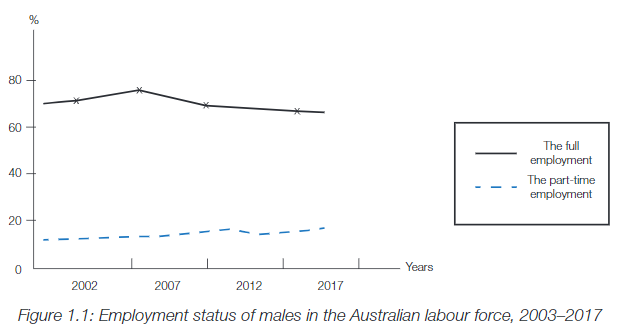 %
80
60
40
20
0
2002 2007 2012 2017
Years
The full
employment
The part-time
employment
Figure 1.1: Employment status of males in the Australian labour force, 2003–2017